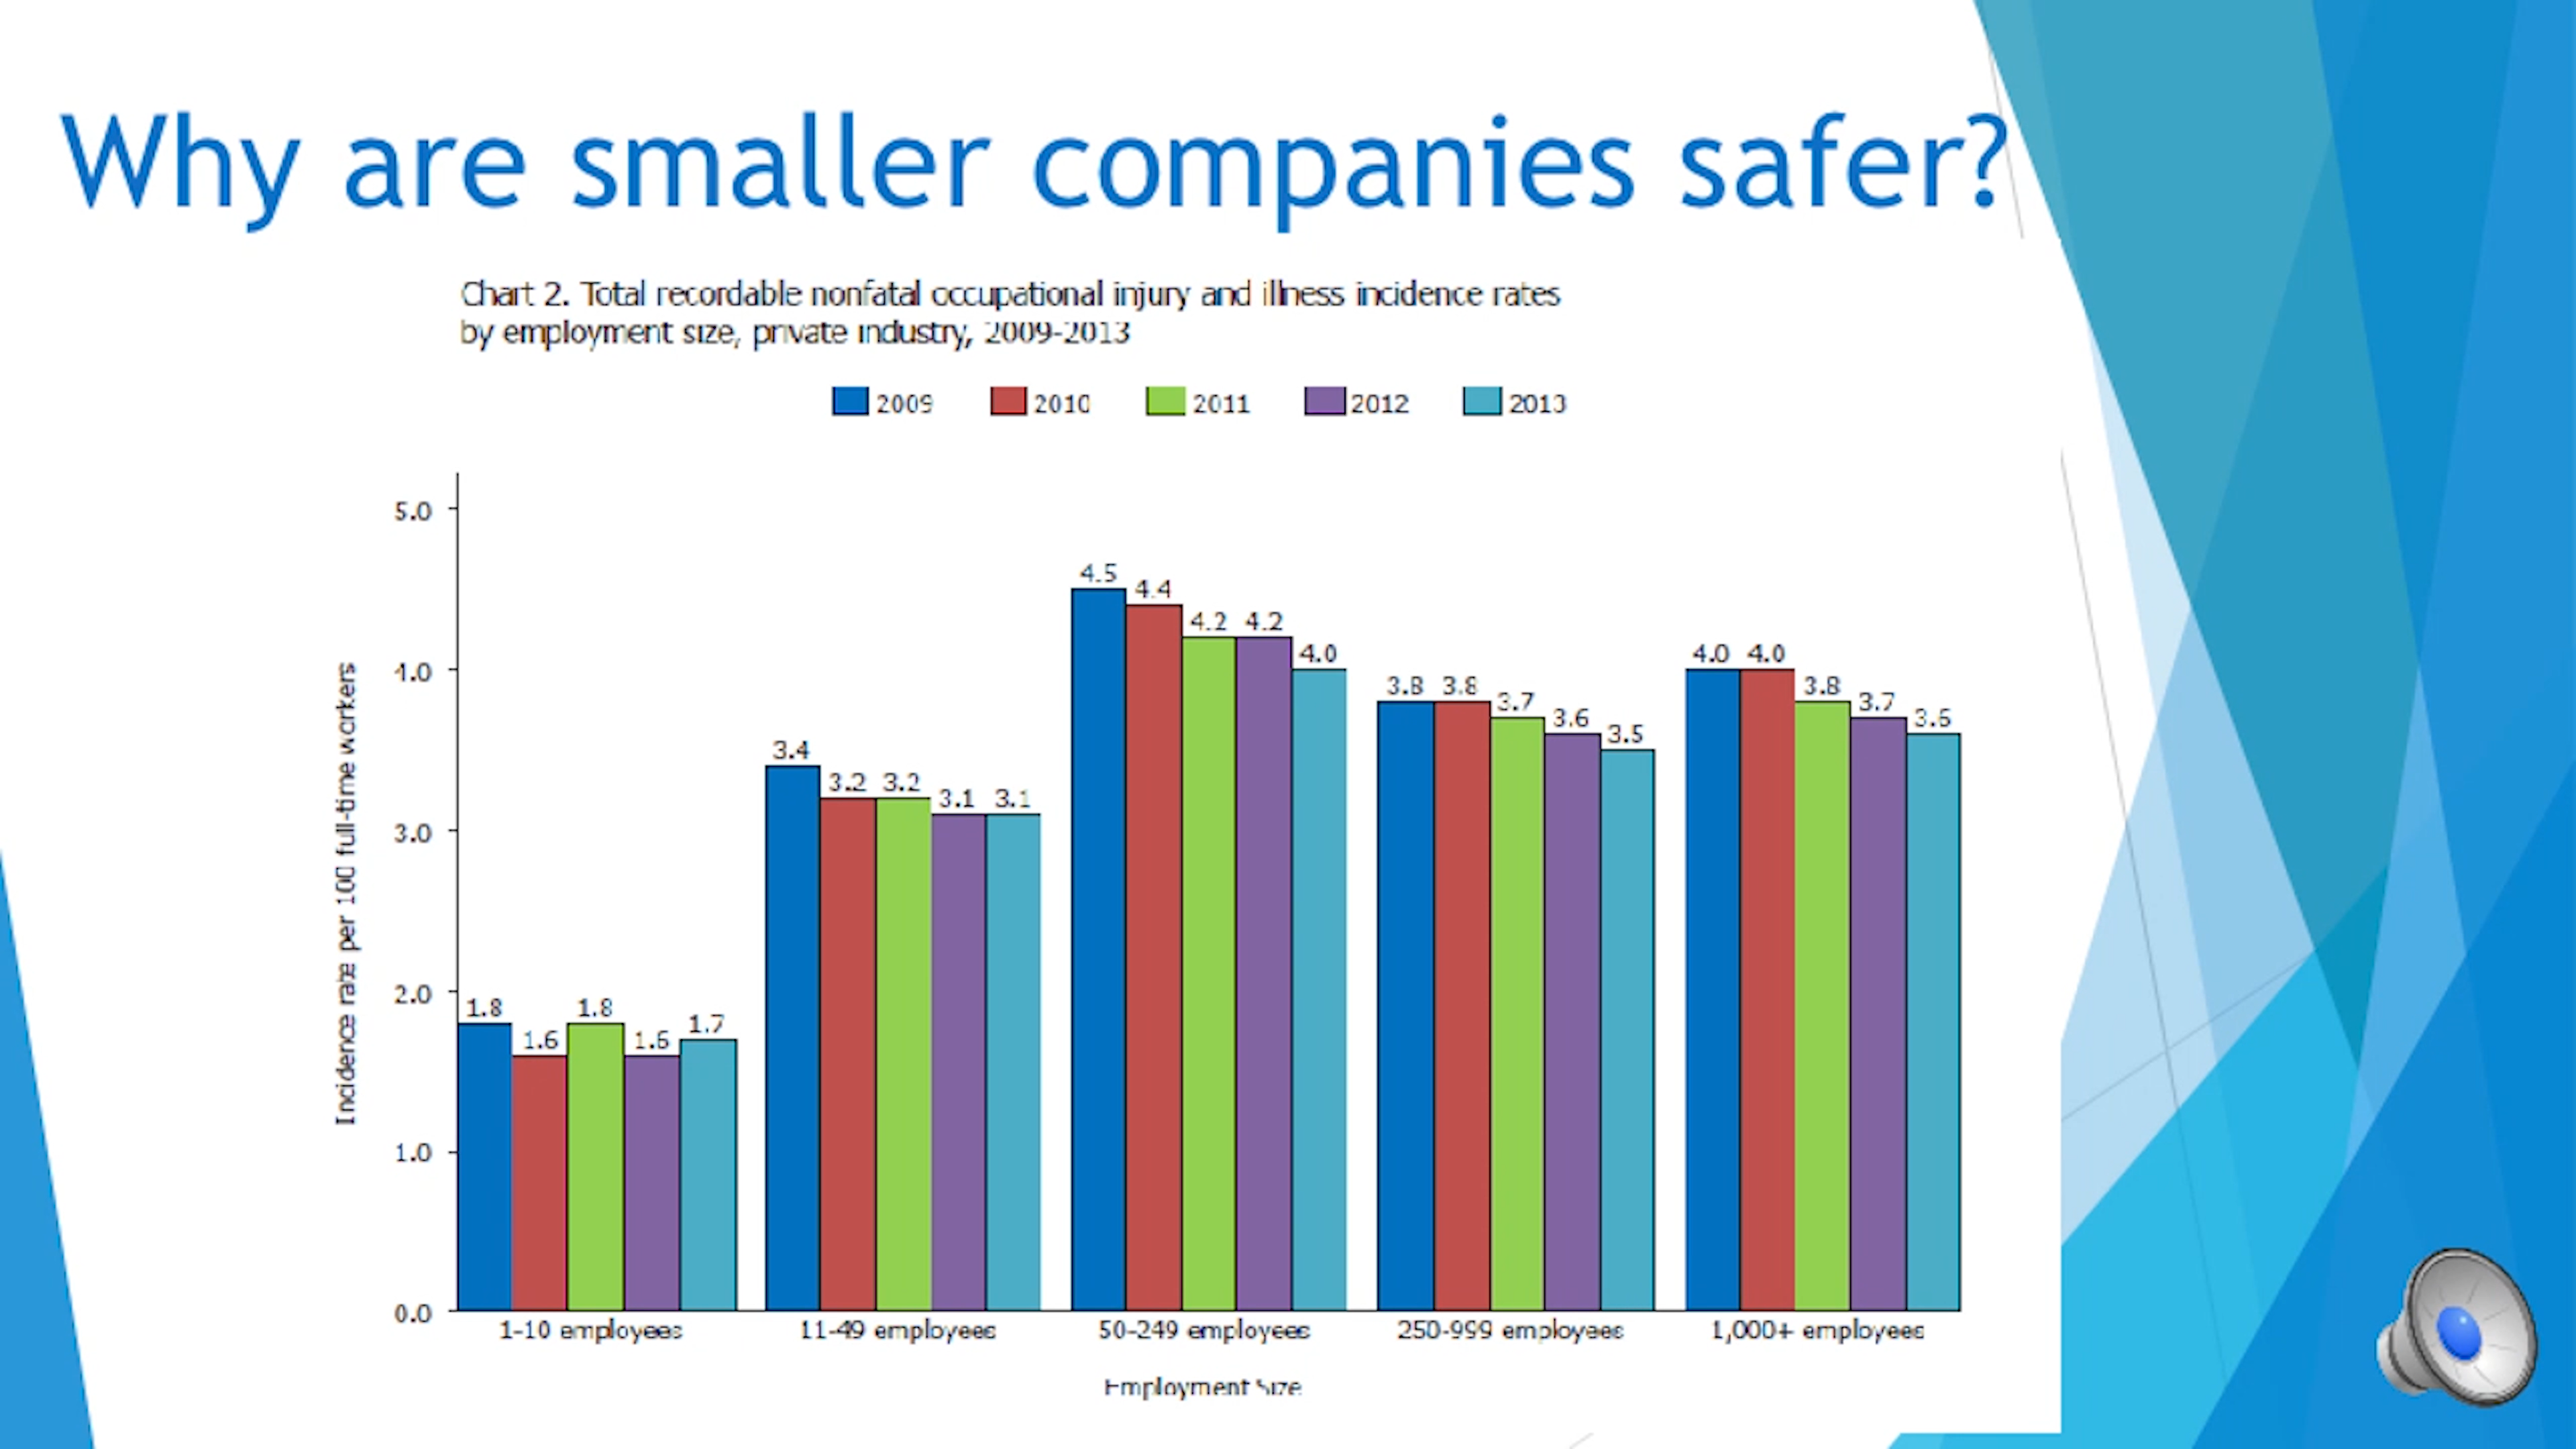 Why are smaller companies safer?
Chart 2. Total recordable nonfatal occupational injury and illness incidence rates
by employment size, private industry, 2009-2013
2009 2010 2011 2012 2013
Incidence rate per 100 full-time workers
5.0
4.0
3.0
2.0
1.0
0.0
1.8 1.6 1.8 1.6 1.7
3.4 3.2 3.2 3.1 3.1
4.5 4.4 4.2 4.2 4.0
3.8 3.8 3.7 3.6 3.5
4.0 4.0 3.8 3.7 3.6
1-10 employees 11-49 employees 50-249 employees 250-999 employees 1,000+ employees
Employment Size